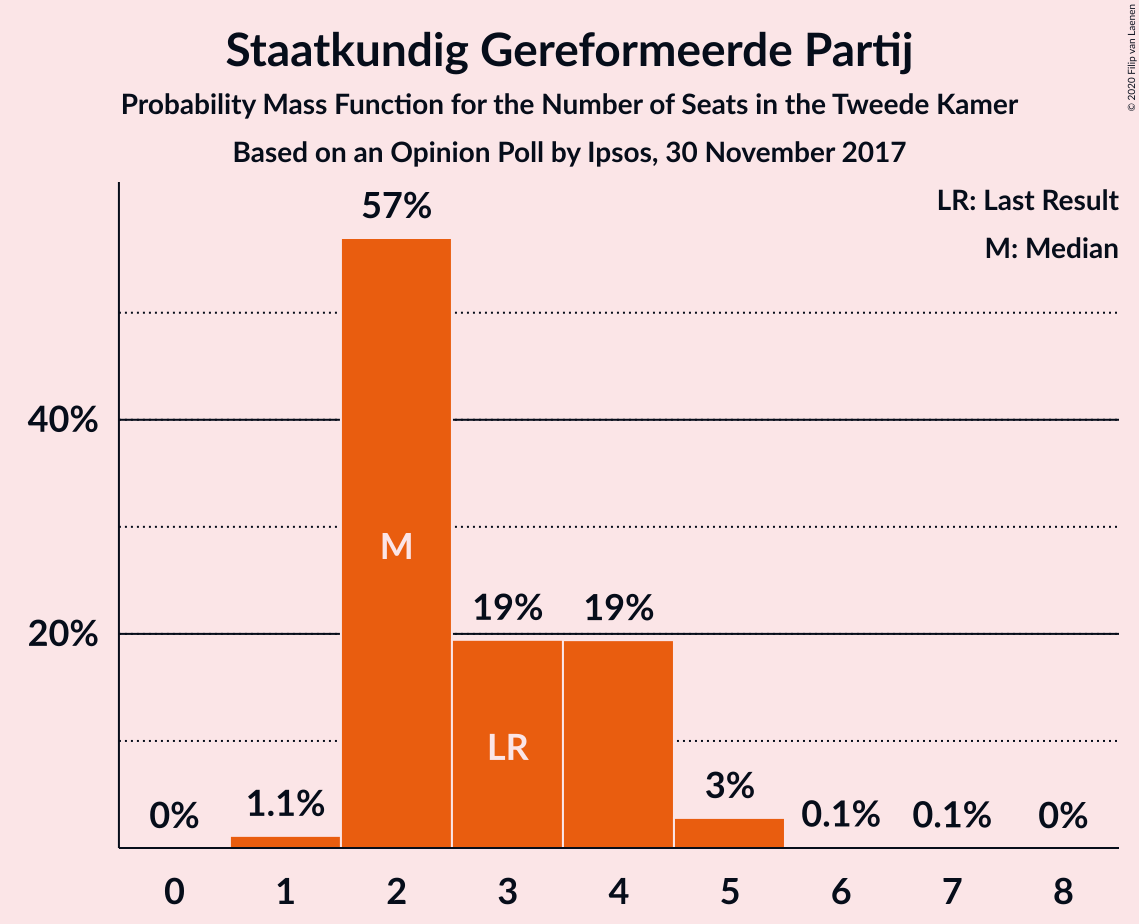 Staatkundig Gereformeerde Partij
Probability Mass Function for the Number of Seats in the Tweede Kamer
Based on an Opinion Poll by Ipsos, 30 November 2017
© 2020 Filip van Laenen
LR: Last Result
M: Median
57%
40%
M
19% 19%
20%
LR
3%
0% 1.1% 0.1% 0.1% 0%
0 1 2 3 4 5 6 7 8